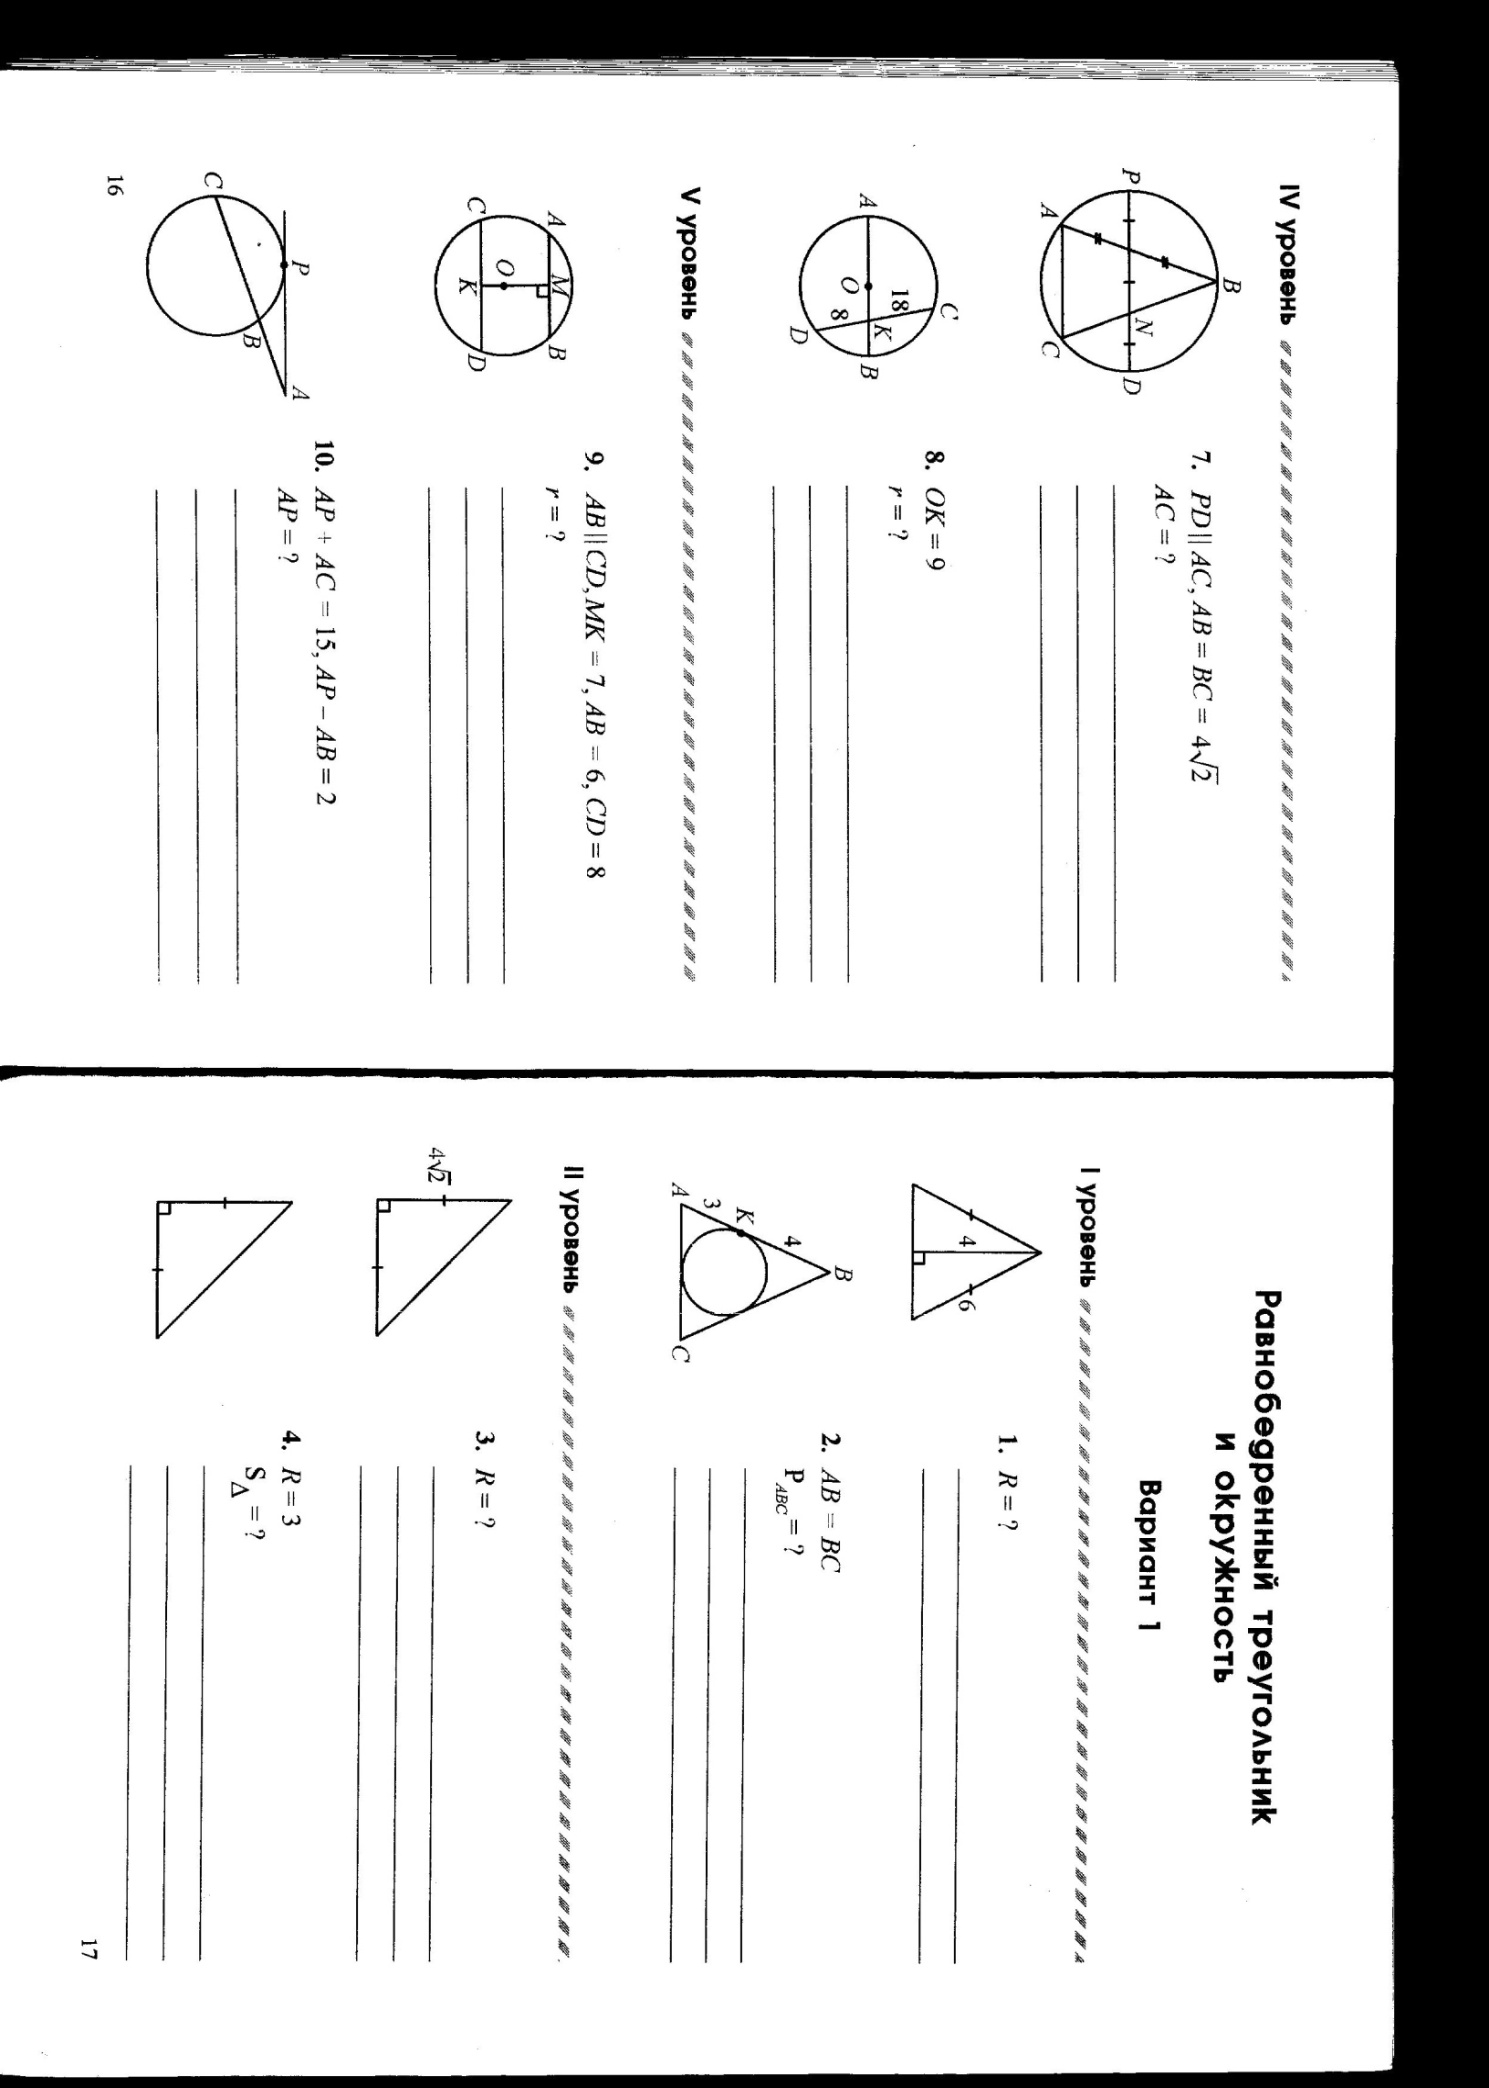 IV уровень
P
B
N
D
A
C
7. PD||AC, AB = BC = 4√2
AC = ?
A
O
18
8
K
C
D
B
8. OK = 9
r = ?
V уровень
A
M
B
C
O
K
D
9. AB||CD, MK = 7, AB = 6, CD = 8
r = ?
C
P
B
A
10. AP + AC = 15, AP – AB = 2
AP = ?
16
Равнобедренный треугольник
и окружность
Вариант 1
I уровень
4
6
1. R = ?
B
4
K
3
A
C
2. AB = BC
P_ABC = ?
II уровень
4√2
3. R = ?
4. R = 3
S_Δ = ?
17